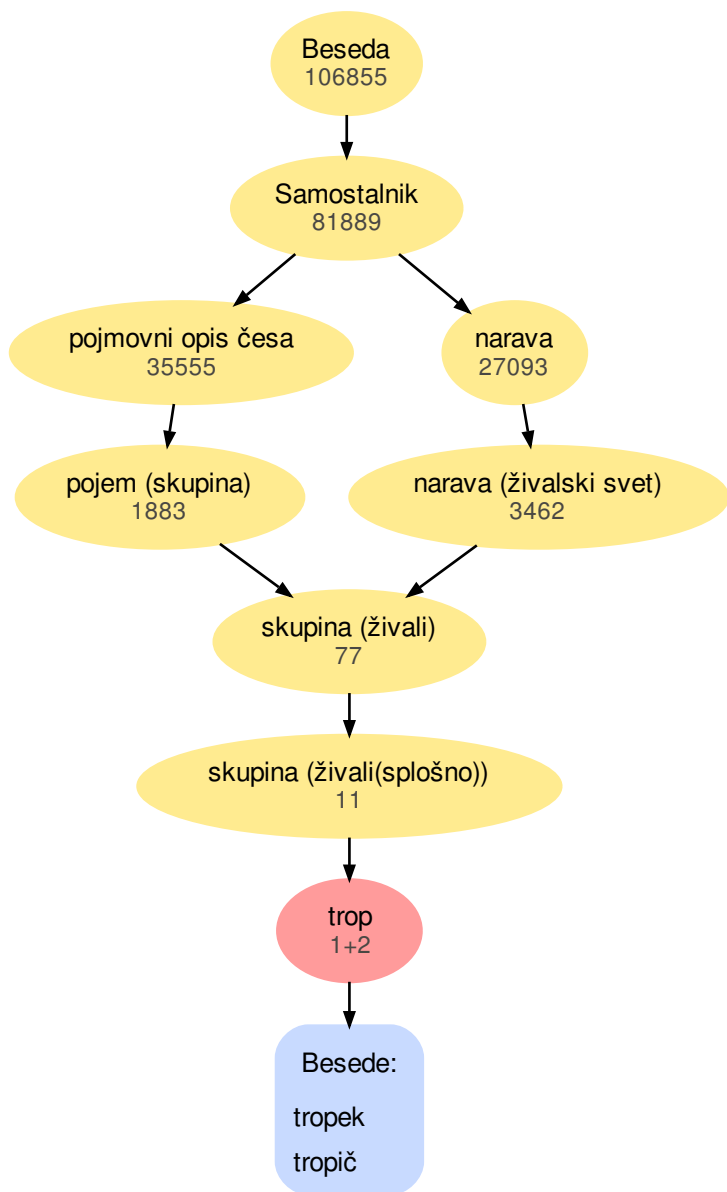 Beseda
106855
Samostalnik
81889
pojmovni opis česa
35555
narava
27093
pojem (skupina)
1883
narava (živalski svet)
3462
skupina (živali)
77
skupina (živali(splošno))
11
trop
1+2
Besede:
tropek
tropič